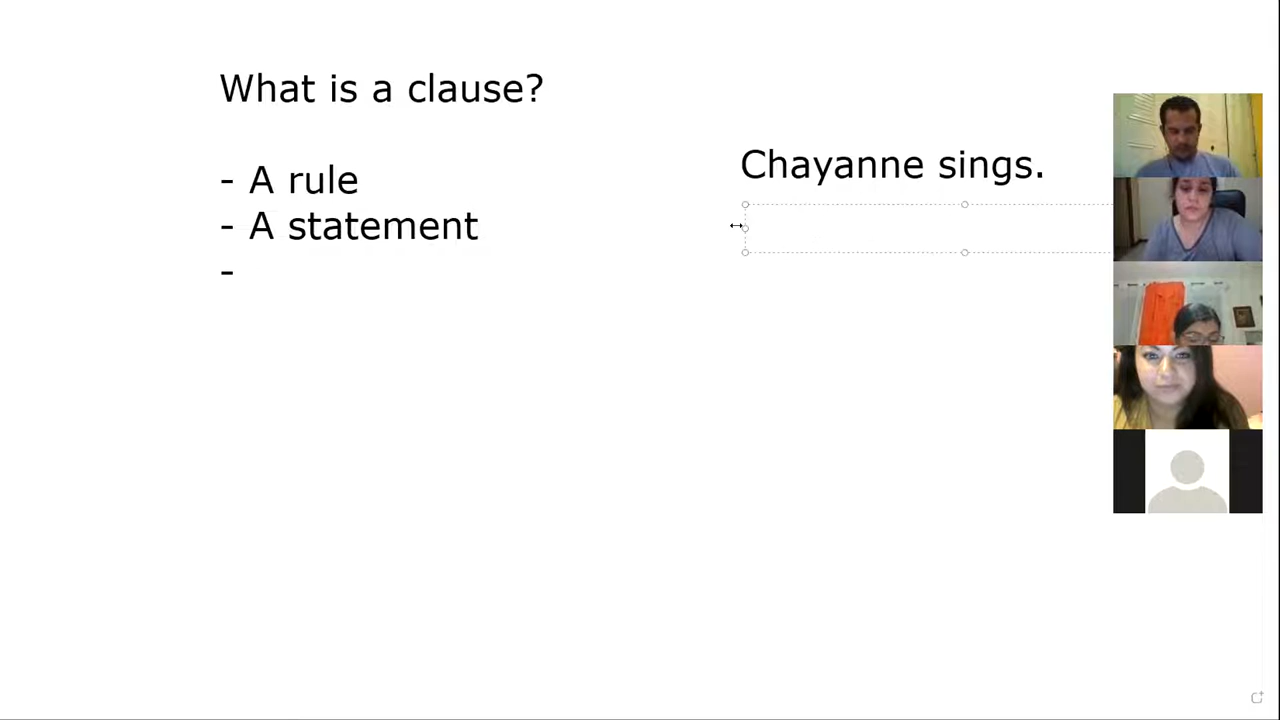 What is a clause?
- A rule
- A statement
-
Chayanne sings.